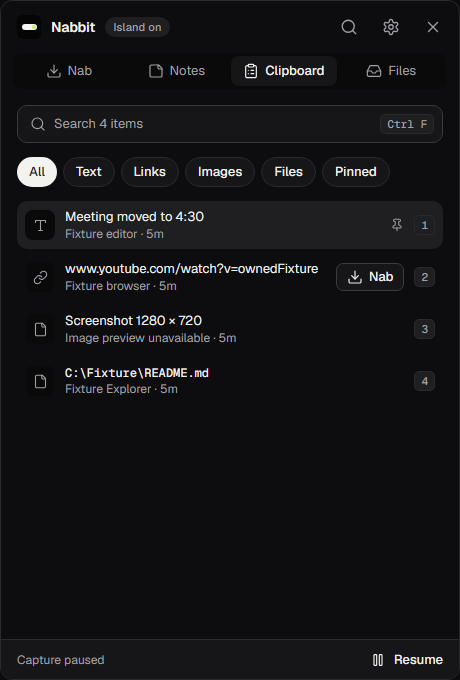 Nabbit Island on
Nab Notes Clipboard Files
Search 4 items Ctrl F
All Text Links Images Files Pinned
Meeting moved to 4:30
Fixture editor · 5m
1
www.youtube.com/watch?v=ownedFixture
Fixture browser · 5m
Nab 2
Screenshot 1280 × 720
Image preview unavailable · 5m
3
C:\Fixture\README.md
Fixture Explorer · 5m
4
Capture paused Resume